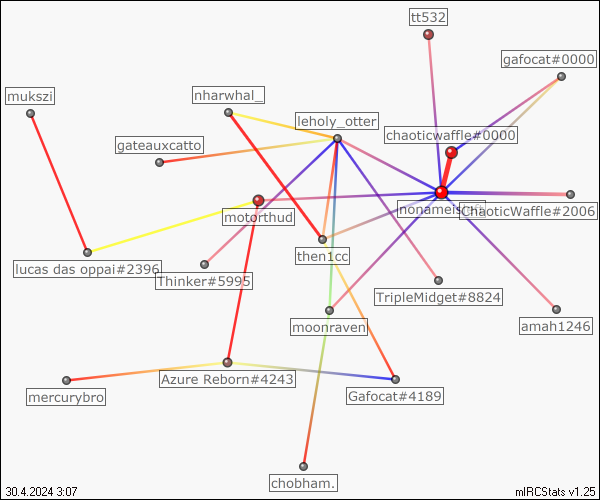 tt532
gafocat#0000
mukszi
nharwhal_
leholy_otter
chaoticwaffle#0000
gateauxcatto
ChaoticWaffle#2006
motorthud
then1cc
lucas das oppai#2396
Thinker#5995
TripleMidget#8824
moonraven
amah1246
Azure Reborn#4243
mercurybro
Gafocat#4189
chobham.
30.4.2024 3:07
mIRCStats v1.25